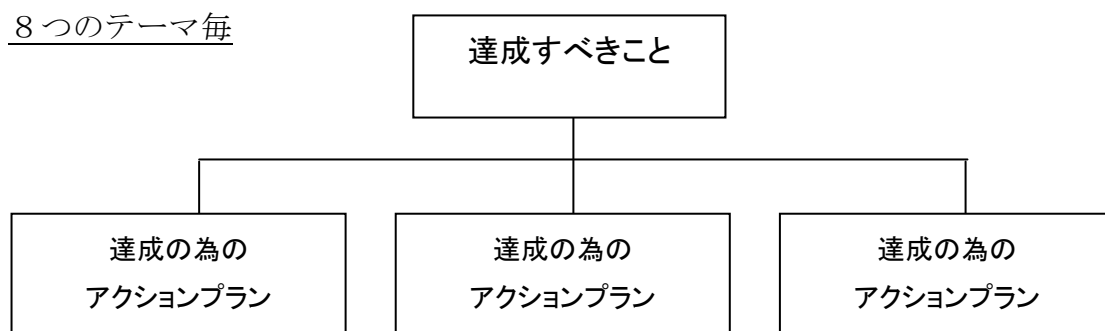 ８つのテーマ毎
達成すべきこと
達成の為の
アクションプラン
達成の為の
アクションプラン
達成の為の
アクションプラン